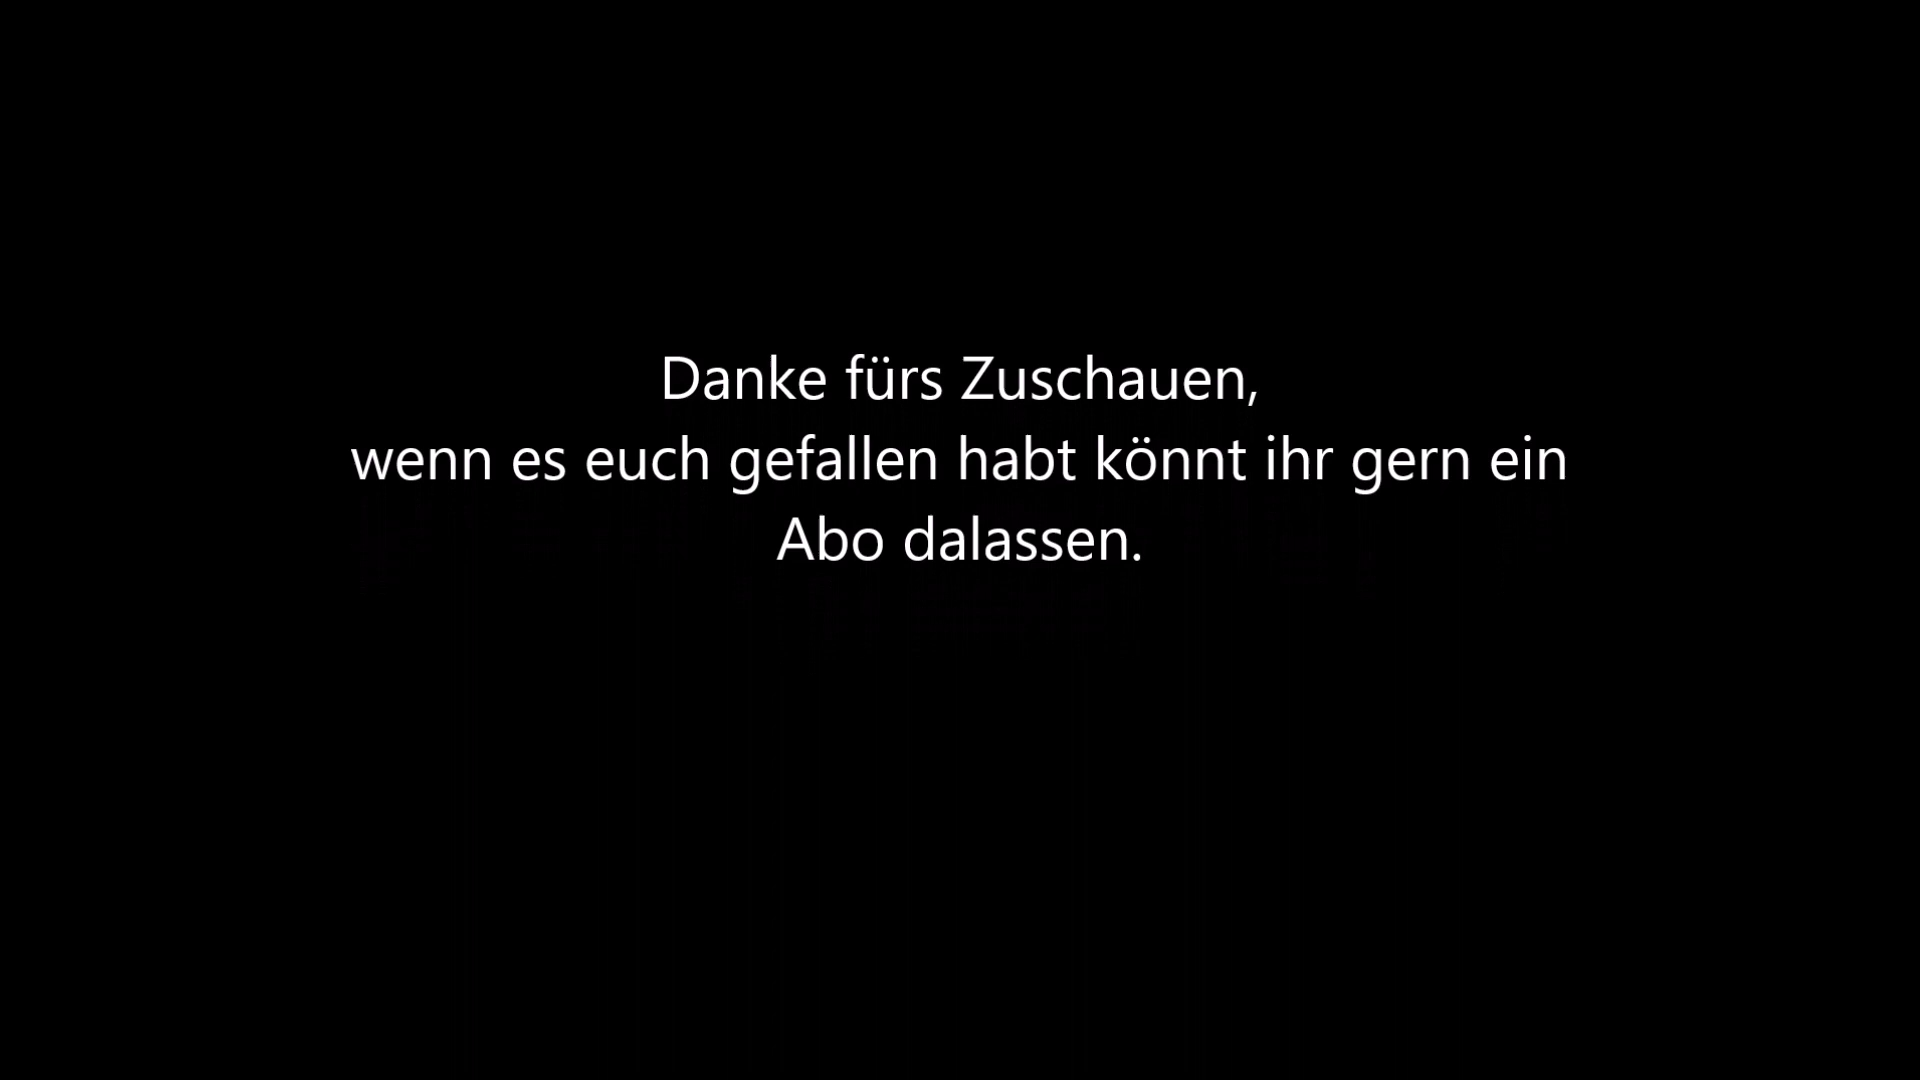 Danke fürs Zuschauen,
wenn es euch gefallen habt könnt ihr gern ein
Abo dalassen.